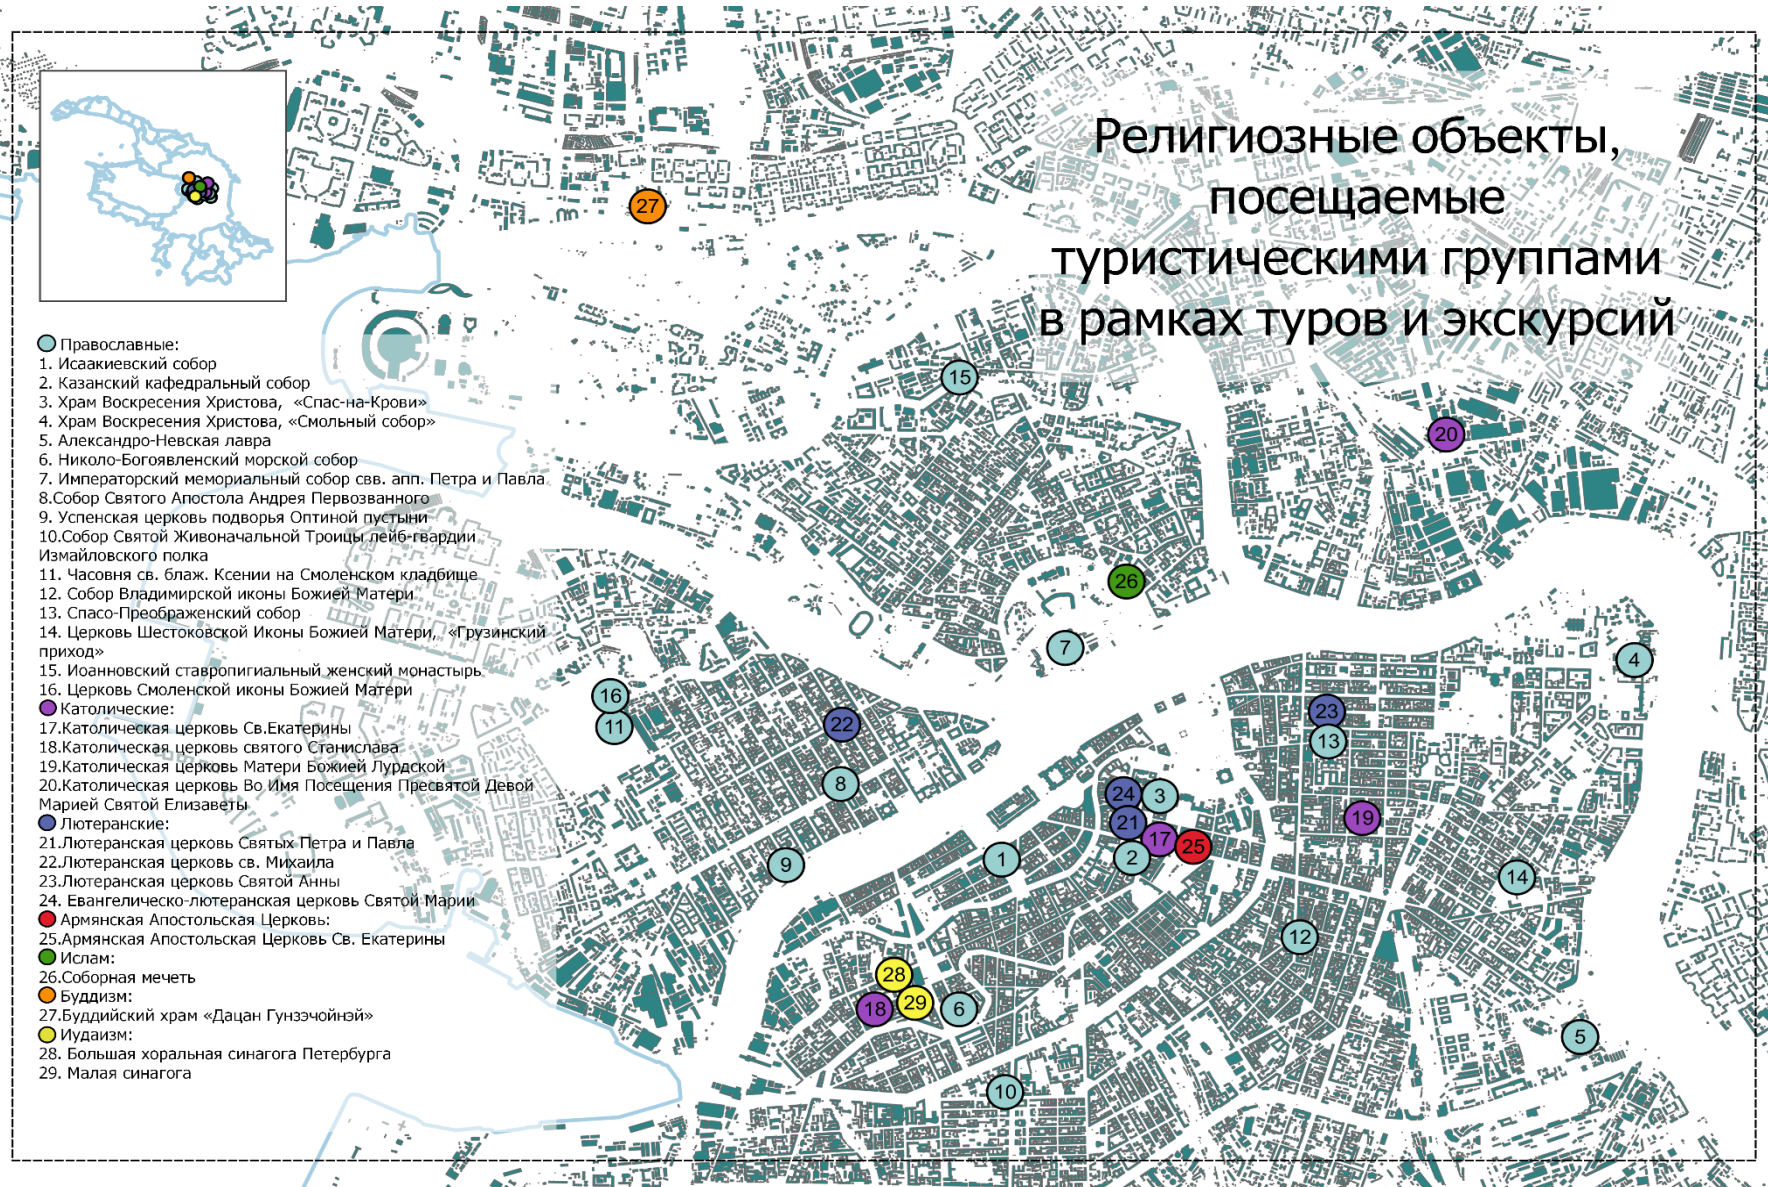 Религиозные объекты,
посещаемые
туристическими группами
в рамках туров и экскурсий
Православные:
1. Исаакиевский собор
2. Казанский кафедральный собор
3. Храм Воскресения Христова, «Спас-на-Крови»
4. Храм Воскресения Христова, «Смольный собор»
5. Александро-Невская лавра
6. Николо-Богоявленский морской собор
7. Императорский мемориальный собор свв. апп. Петра и Павла
8.Собор Святого Апостола Андрея Первозванного
9. Успенская церковь подворья Оптиной пустыни
10.Собор Святой Живоначальной Троицы лейб-гвардии
Измайловского полка
11. Часовня св. блаж. Ксении на Смоленском кладбище
12. Собор Владимирской иконы Божией Матери
13. Спасо-Преображенский собор
14. Церковь Шестоковской Иконы Божией Матери, «Грузинский
приход»
15. Иоанновский ставропигиальный женский монастырь
16. Церковь Смоленской иконы Божией Матери
Католические:
17.Католическая церковь Св.Екатерины
18.Католическая церковь святого Станислава
19.Католическая церковь Матери Божией Лурдской
20.Католическая церковь Во Имя Посещения Пресвятой Девой
Марией Святой Елизаветы
Лютеранские:
21.Лютеранская церковь Святых Петра и Павла
22.Лютеранская церковь св. Михаила
23.Лютеранская церковь Святой Анны
24. Евангелическо-лютеранская церковь Святой Марии
Армянская Апостольская Церковь:
25.Армянская Апостольская Церковь Св. Екатерины
Ислам:
26.Соборная мечеть
Буддизм:
27.Буддийский храм «Дацан Гунзэчойнэй»
Иудаизм:
28. Большая хоральная синагога Петербурга
29. Малая синагога
27
15
20
26
7
4
16
11
22
23
13
8
24
3
21
17
25
2
19
9
1
14
12
28
29
18
6
5
10